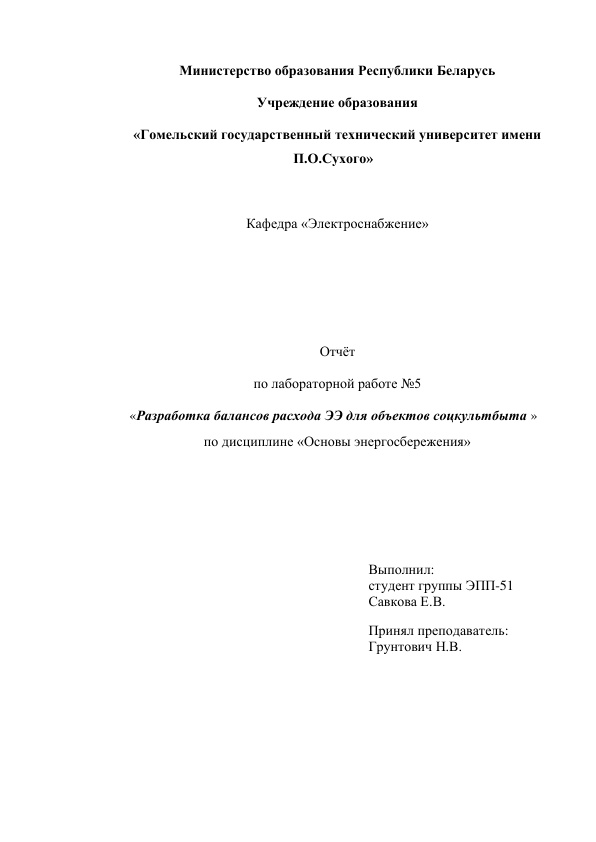 Министерство образования Республики Беларусь
Учреждение образования
«Гомельский государственный технический университет имени
П.О.Сухого»
Кафедра «Электроснабжение»
Отчёт
по лабораторной работе №5
«Разработка балансов расхода ЭЭ для объектов соцкультбыта »
по дисциплине «Основы энергосбережения»
Выполнил:
студент группы ЭПП-51
Савкова Е.В.
Принял преподаватель:
Грунтович Н.В.